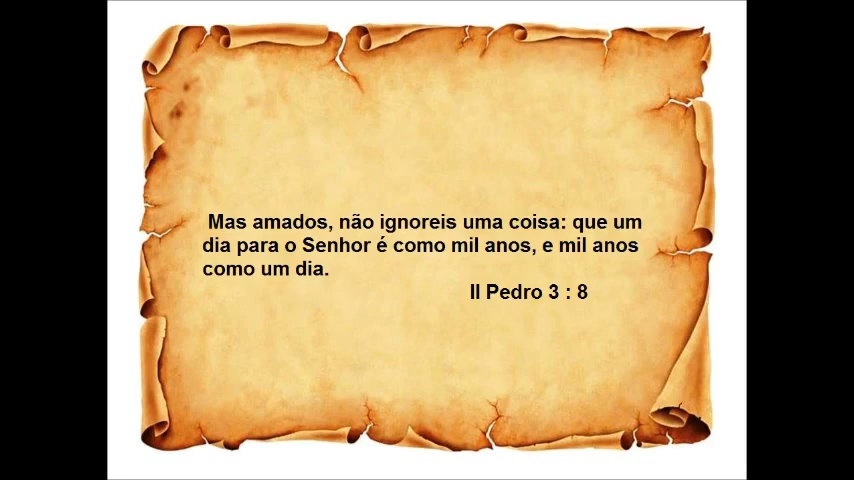 Mas amados, não ignoreis uma coisa: que um
dia para o Senhor é como mil anos, e mil anos
como um dia.
II Pedro 3 : 8